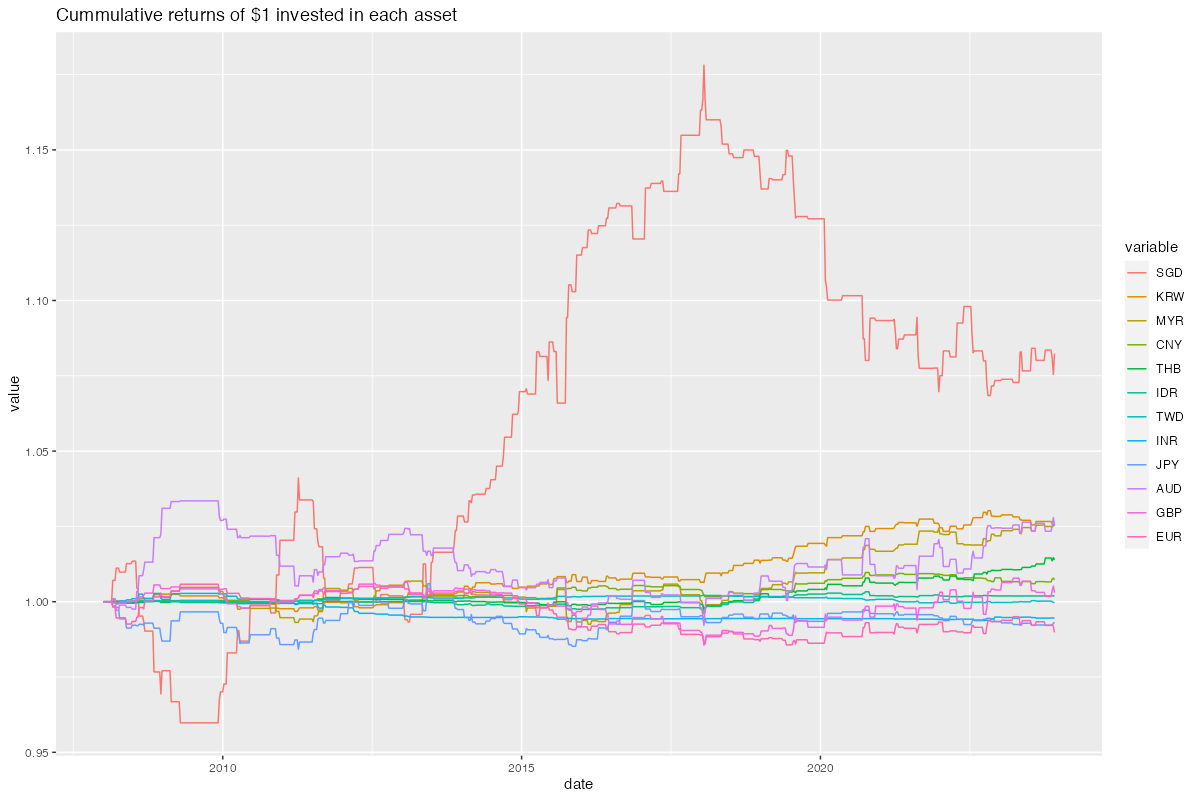 Cummulative returns of $1 invested in each asset
value
1.15
1.10
1.05
1.00
0.95
2010
2015
2020
date
variable
SGD
KRW
MYR
CNY
THB
IDR
TWD
INR
JPY
AUD
GBP
EUR